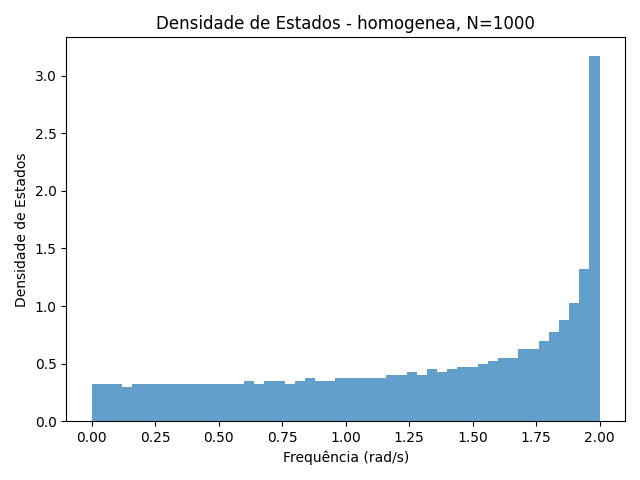 Densidade de Estados - homogenea, N=1000
Densidade de Estados
3.0
2.5
2.0
1.5
1.0
0.5
0.0
0.00 0.25 0.50 0.75 1.00 1.25 1.50 1.75 2.00
Frequência (rad/s)